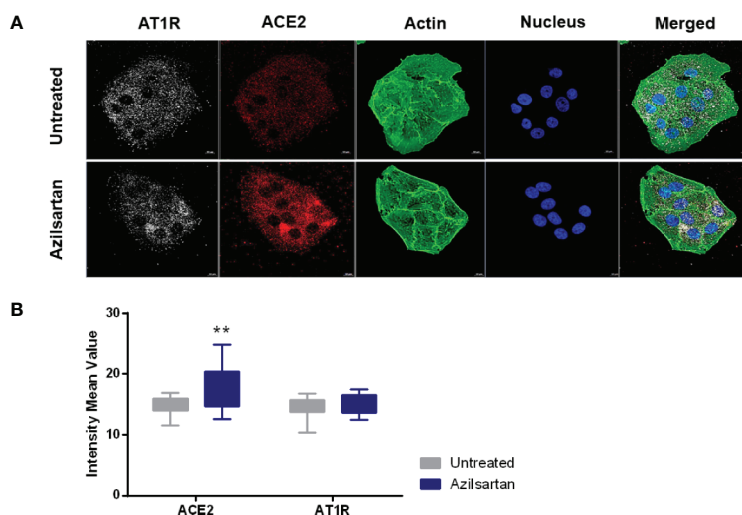 A
AT1R ACE2 Actin Nucleus Merged
Untreated
Azilsartan
B
Intensity Mean Value
30
20
10
0
**
ACE2 AT1R
Untreated
Azilsartan